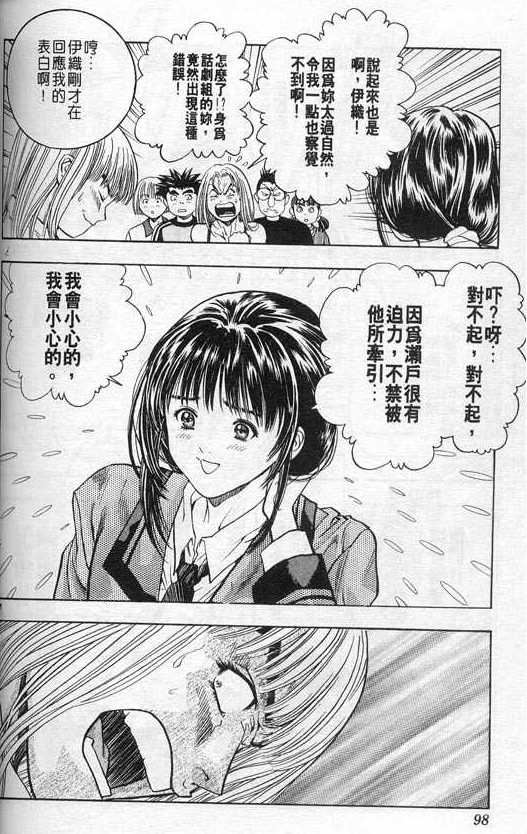 說起來也是
啊，伊織！
因為妳太過自然，
令我一點也察覺
不到啊！
怎麼了!?身為
話劇組的妳，
竟然出現這種
錯誤！
哼…
伊織剛才在
回應我的
表白啊！
吓？呀…
對不起，對不起，
因為瀨戶很有
迫力，不禁被
他所牽引…
我會小心的，
我會小心的。
98